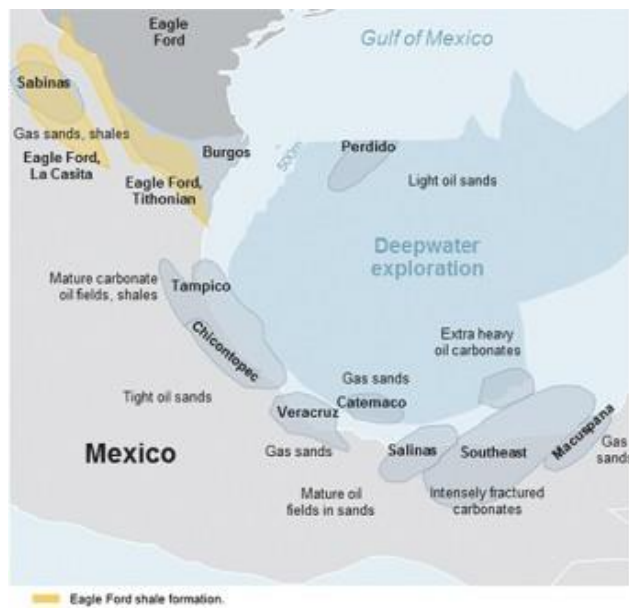 Eagle
Ford
Gulf of Mexico
Sabinas
Gas sands, shales
Eagle Ford,
La Casita
Burgos
Eagle Ford,
Tithonian
500m
Perdido
Light oil sands
Deepwater
exploration
Mature carbonate
oil fields, shales
Tampico
Chicontopec
Extra heavy
oil carbonates
Tight oil sands
Gas sands
Catemaco
Veracruz
Mexico
Gas sands
Salinas
Southeast
Macuspana
Gas
sands
Mature oil
fields in sands
Intensely fractured
carbonates
Eagle Ford shale formation.